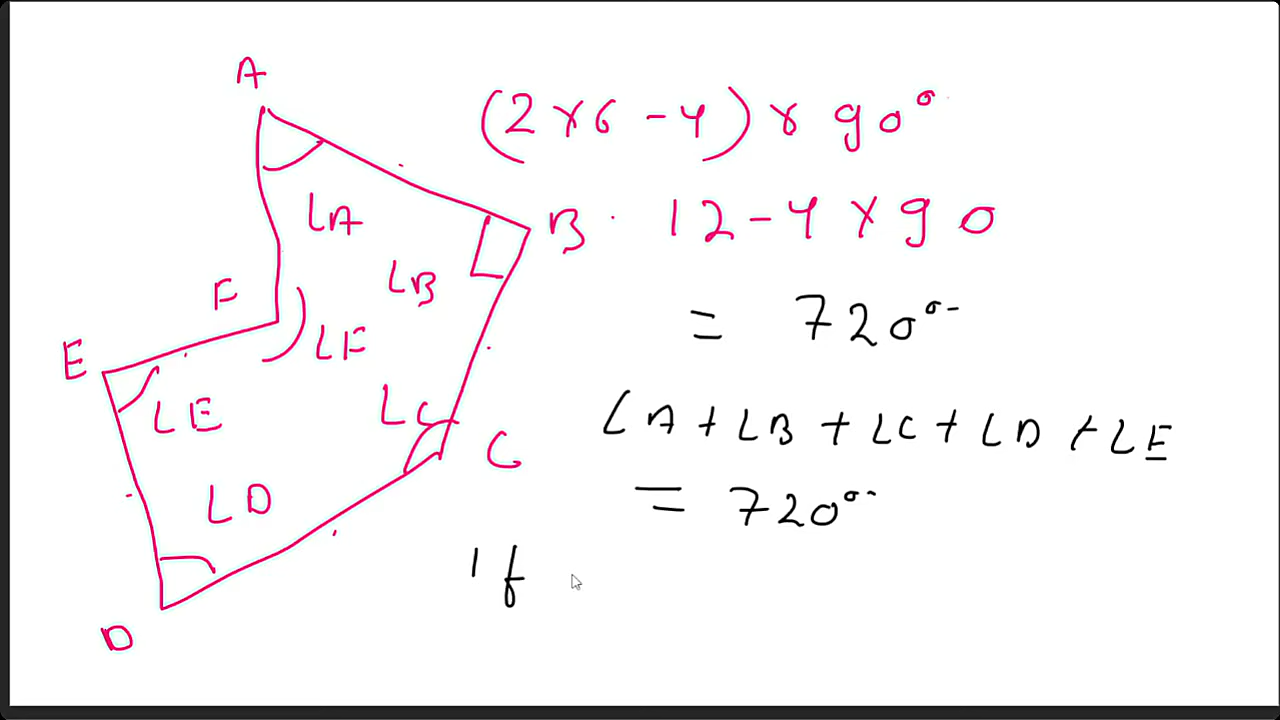 A
(2 x 6 - 4) x 90°
∠A
B
12 - 4 x 90
∠B
F
= 720°
∠F
E
∠E
∠C
∠A + ∠B + ∠C + ∠D + ∠E
C
∠D
= 720°
If
D